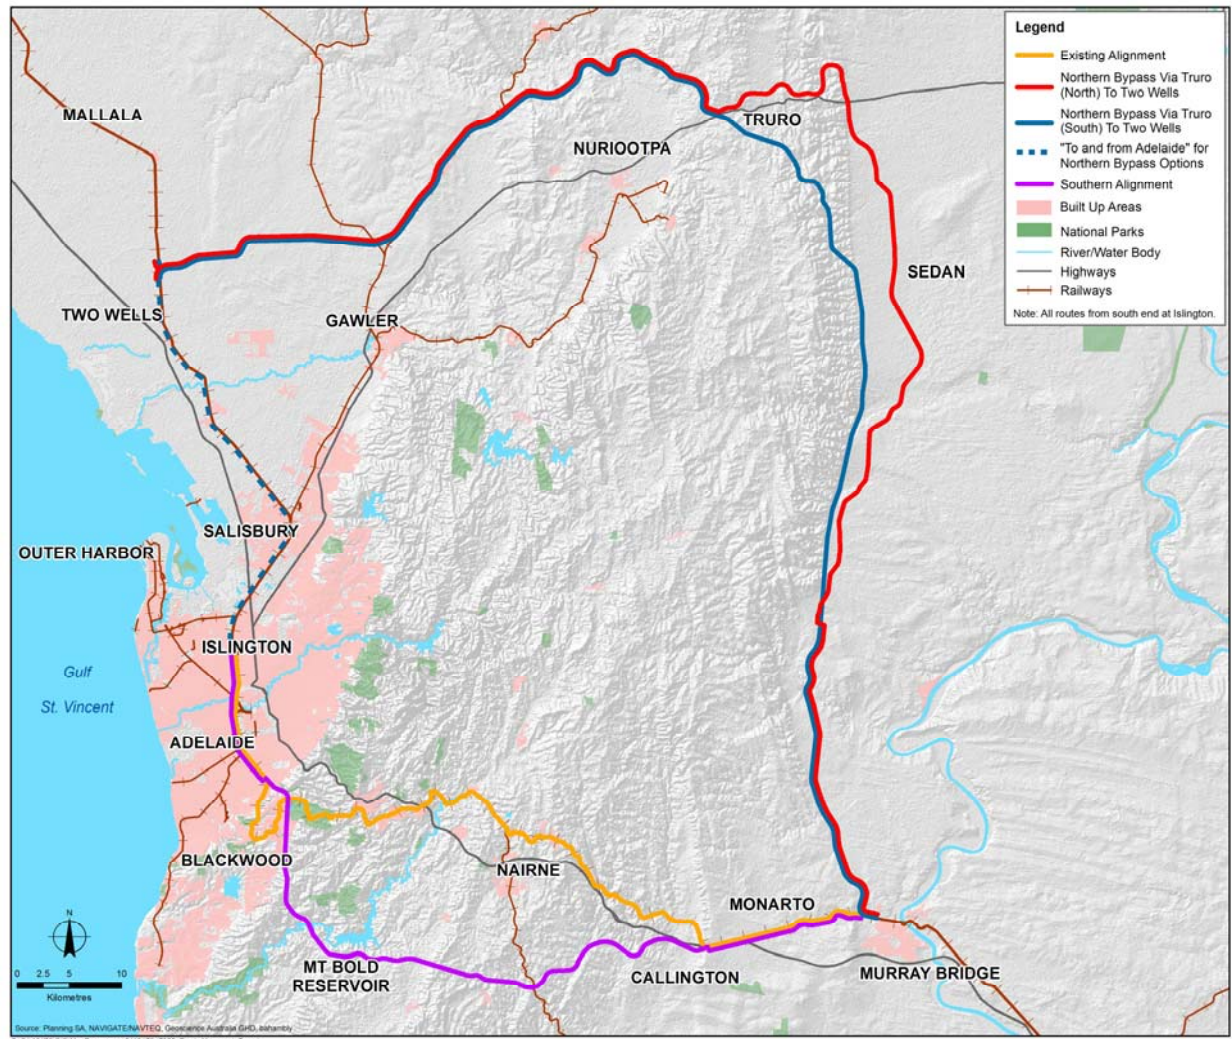 Legend
Existing Alignment
Northern Bypass Via Truro
(North) To Two Wells
Northern Bypass Via Truro
(South) To Two Wells
"To and from Adelaide" for
Northern Bypass Options
Southern Alignment
Built Up Areas
National Parks
River/Water Body
Highways
Railways
Note: All routes from south end at Islington.
MALLALA
TRURO
NURIOOTPA
SEDAN
TWO WELLS
GAWLER
SALISBURY
OUTER HARBOR
ISLINGTON
Gulf
St. Vincent
ADELAIDE
BLACKWOOD
NAIRNE
MONARTO
MT BOLD
RESERVOIR
CALLINGTON
MURRAY BRIDGE
N
0 2.5 5 10
Kilometres
Source: Planning SA, NAVIGATE/NAVTEQ, Geoscience Australia GHD, bahambly